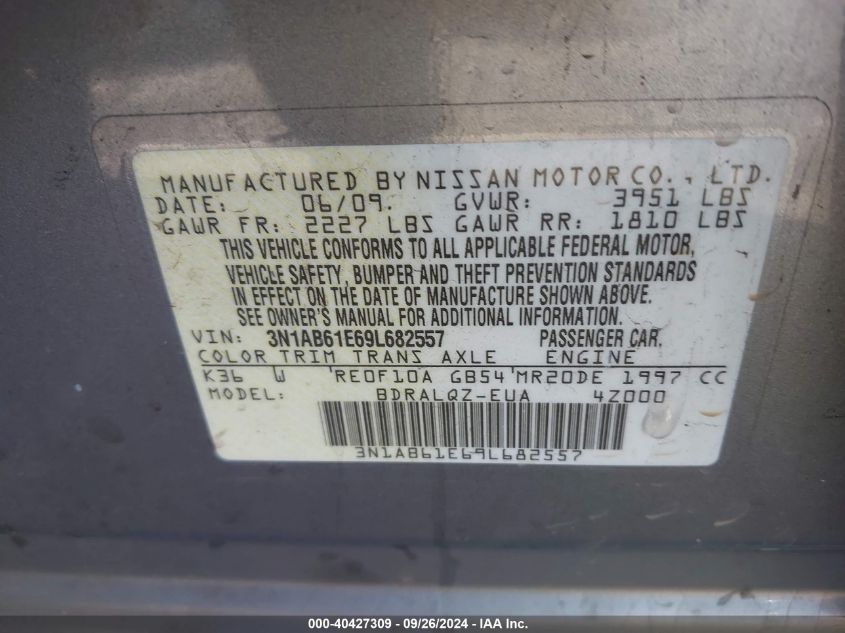 MANUFACTURED BY NISSAN MOTOR CO., LTD.
DATE: 06/09. GVWR: 3951 LBS
GAWR FR: 2227 LBS GAWR RR: 1810 LBS
THIS VEHICLE CONFORMS TO ALL APPLICABLE FEDERAL MOTOR,
VEHICLE SAFETY, BUMPER AND THEFT PREVENTION STANDARDS
IN EFFECT ON THE DATE OF MANUFACTURE SHOWN ABOVE.
SEE OWNER'S MANUAL FOR ADDITIONAL INFORMATION.
VIN: 3N1AB61E69L682557 PASSENGER CAR.
COLOR TRIM TRANS AXLE ENGINE
K36 W RE0F10A GB54 MR20DE 1997 CC
MODEL: BDRALQZ-EUA 4Z000
3N1AB61E69L682557
000-40427309 - 09/26/2024 - IAA Inc.